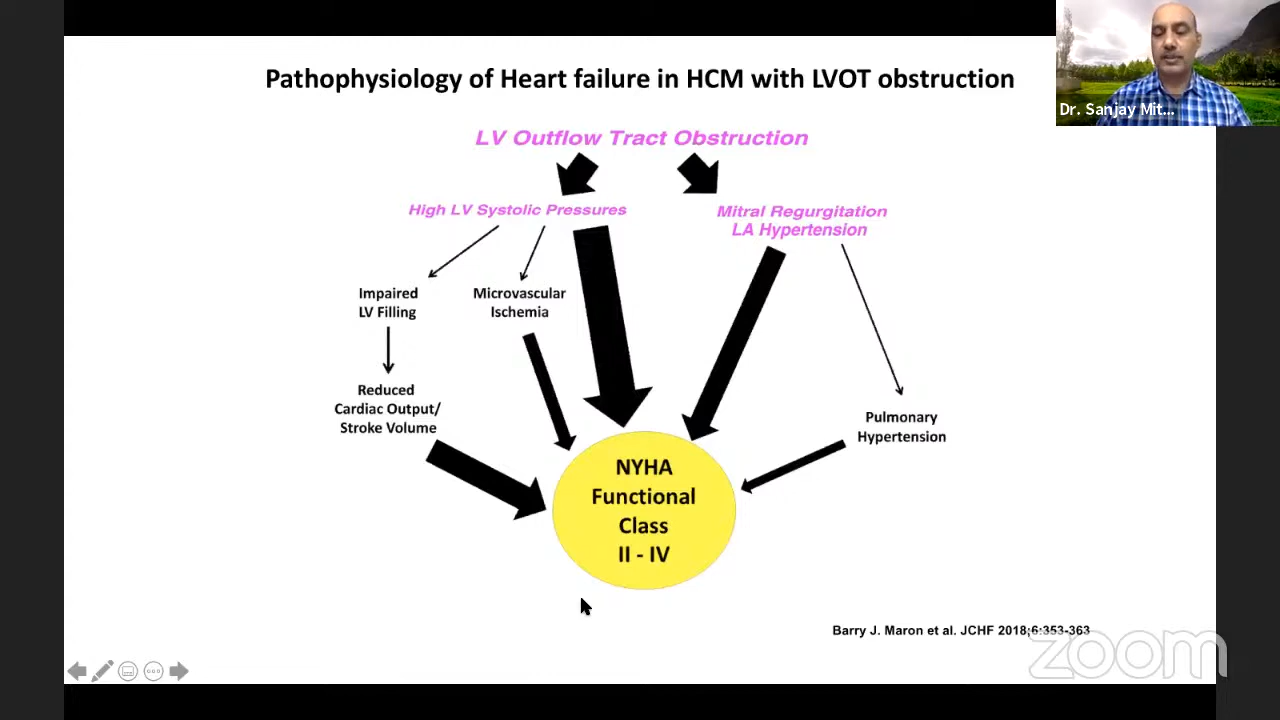 Pathophysiology of Heart failure in HCM with LVOT obstruction
Dr. Sanjay Mit...
LV Outflow Tract Obstruction
High LV Systolic Pressures
Mitral Regurgitation
LA Hypertension
Impaired
LV Filling
Microvascular
Ischemia
Reduced
Cardiac Output/
Stroke Volume
Pulmonary
Hypertension
NYHA
Functional
Class
II - IV
Barry J. Maron et al. JCHF 2018;6:353-363
zoom